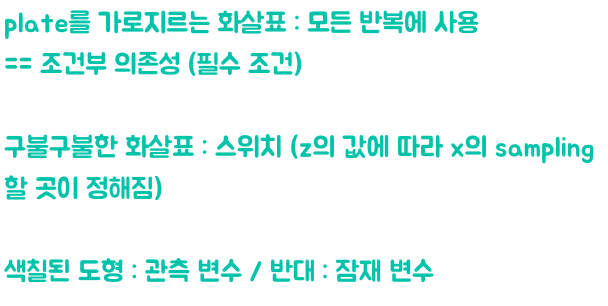 plate를 가로지르는 화살표 : 모든 반복에 사용
== 조건부 의존성 (필수 조건)
구불구불한 화살표 : 스위치 (z의 값에 따라 x의 sampling
할 곳이 정해짐)
색칠된 도형 : 관측 변수 / 반대 : 잠재 변수